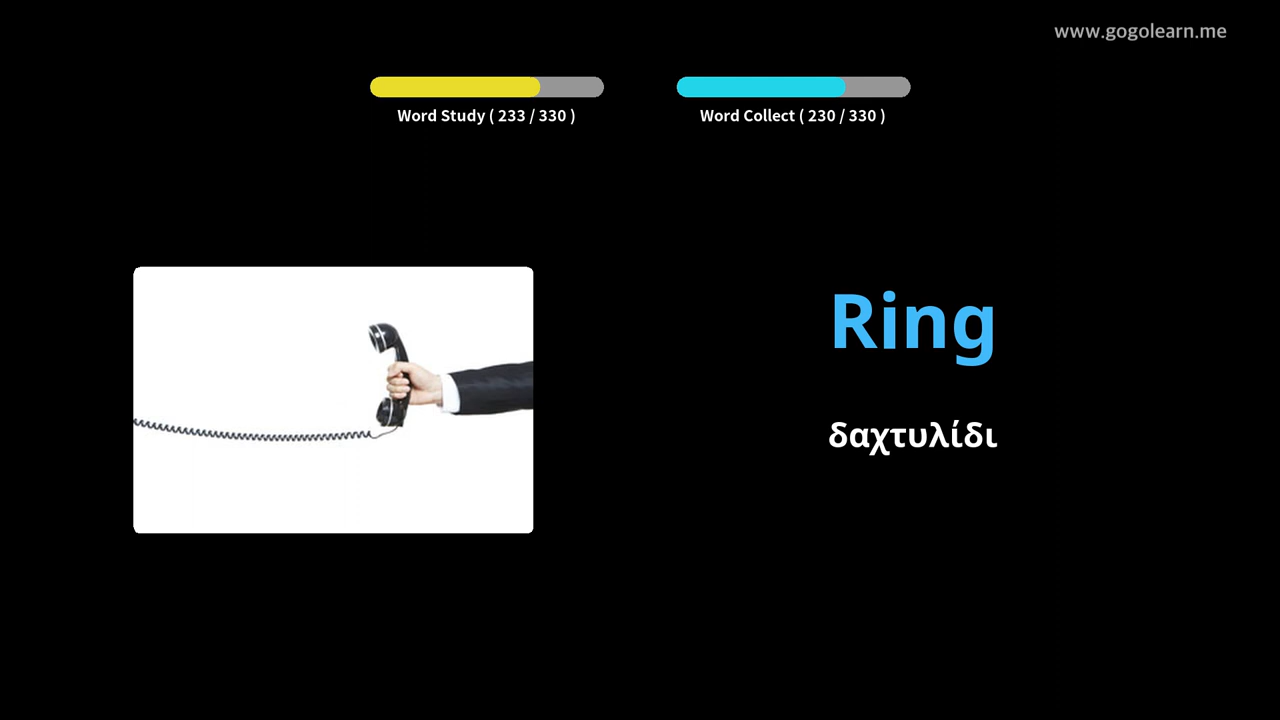 www.gogolearn.me
Word Study ( 233 / 330 )
Word Collect ( 230 / 330 )
Ring
δαχτυλίδι